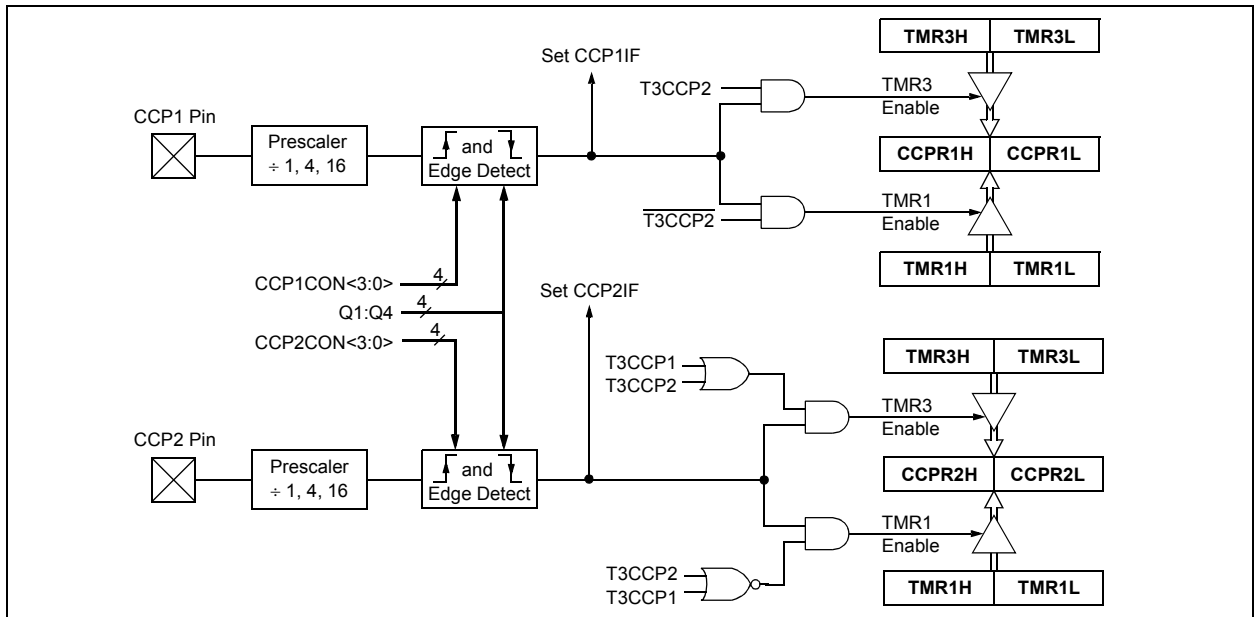 TMR3H TMR3L
Set CCP1IF
T3CCP2
TMR3
Enable
CCP1 Pin
Prescaler
÷ 1, 4, 16
and
Edge Detect
CCPR1H CCPR1L
T3CCP2
TMR1
Enable
TMR1H TMR1L
CCP1CON<3:0> 4
Q1:Q4 4
CCP2CON<3:0> 4
Set CCP2IF
TMR3H TMR3L
T3CCP1
T3CCP2
TMR3
Enable
CCP2 Pin
Prescaler
÷ 1, 4, 16
and
Edge Detect
CCPR2H CCPR2L
TMR1
Enable
T3CCP2
T3CCP1
TMR1H TMR1L